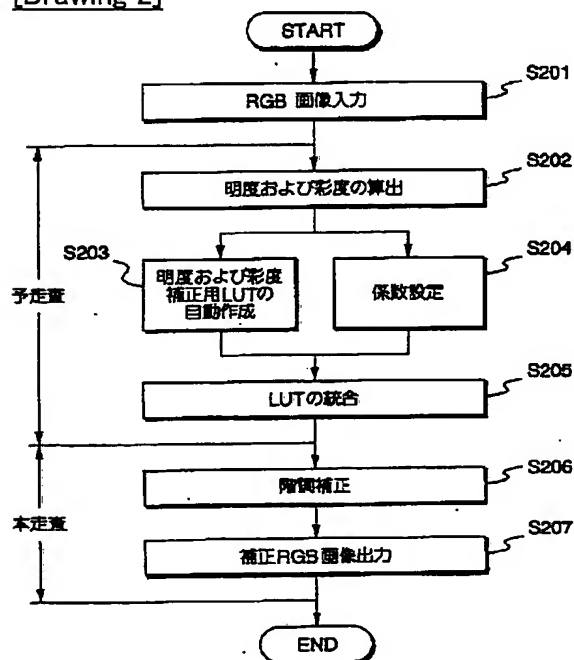 [Drawing 2]
START
S201
RGB 画像入力
S202
明度および彩度の算出
S203
明度および彩度
補正用LUTの
自動作成
S204
係数設定
予走査
S205
LUTの統合
S206
階調補正
本走査
S207
補正RGB画像出力
END